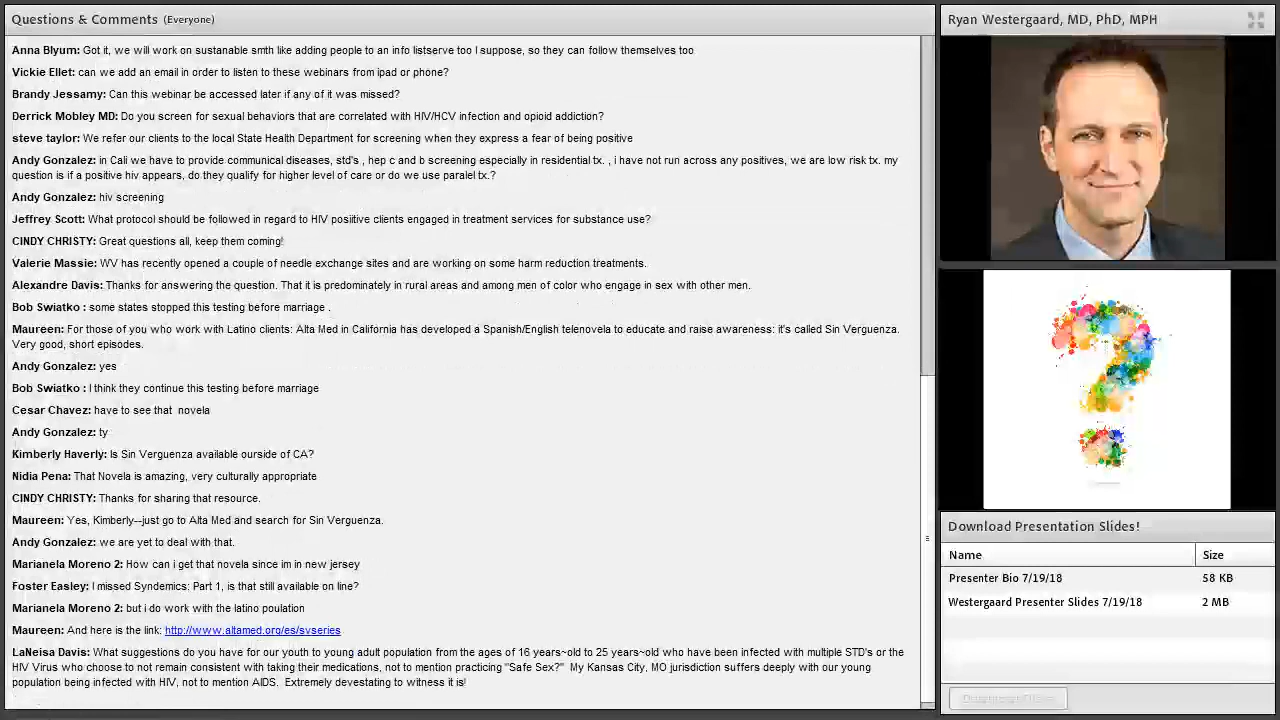 Questions & Comments (Everyone)
Anna Blyum: Got it, we will work on sustanable smth like adding people to an info listserve too I suppose, so they can follow themselves too
Vickie Ellet: can we add an email in order to listen to these webinars from ipad or phone?
Brandy Jessamy: Can this webinar be accessed later if any of it was missed?
Derrick Mobley MD: Do you screen for sexual behaviors that are correlated with HIV/HCV infection and opioid addiction?
steve taylor: We refer our clients to the local State Health Department for screening when they express a fear of being positive
Andy Gonzalez: in Cali we have to provide communical diseases, std's , hep c and b screening especially in residential tx. , i have not run across any positives, we are low risk tx. my
question is if a positive hiv appears, do they qualify for higher level of care or do we use paralel tx.?
Andy Gonzalez: hiv screening
Jeffrey Scott: What protocol should be followed in regard to HIV posiitive clients engaged in treatment services for substance use?
CINDY CHRISTY: Great questions all, keep them coming!
Valerie Massie: WV has recently opened a couple of needle exchange sites and are working on some harm reduction treatments.
Alexandre Davis: Thanks for answering the question. That it is predominately in rural areas and among men of color who engage in sex with other men.
Bob Swiatko : some states stopped this testing before marriage .
Maureen: For those of you who work with Latino clients: Alta Med in California has developed a Spanish/English telenovela to educate and raise awareness: it's called Sin Verguenza.
Very good, short episodes.
Andy Gonzalez: yes
Bob Swiatko : I think they continue this testing before marriage
Cesar Chavez: have to see that novela
Andy Gonzalez: ty
Kimberly Haverly: Is Sin Verguenza available ourside of CA?
Nidia Pena: That Novela is amazing, very culturally appropriate
CINDY CHRISTY: Thanks for sharing that resource.
Maureen: Yes, Kimberly--just go to Alta Med and search for Sin Verguenza.
Andy Gonzalez: we are yet to deal with that.
Marianela Moreno 2: How can i get that novela since im in new jersey
Foster Easley: I missed Syndemics: Part 1, is that still available on line?
Marianela Moreno 2: but i do work with the latino poulation
Maureen: And here is the link: http://www.altamed.org/es/svseries
LaNeisa Davis: What suggestions do you have for our youth to young adult population from the ages of 16 years~old to 25 years~old who have been infected with multiple STD's or the
HIV Virus who choose to not remain consistent with taking their medications, not to mention practicing "Safe Sex?" My Kansas City, MO jurisdiction suffers deeply with our young
population being infected with HIV, not to mention AIDS. Extremely devestating to witness it is!
Ryan Westergaard, MD, PhD, MPH
Download Presentation Slides!
Name Size
Presenter Bio 7/19/18 58 KB
Westergaard Presenter Slides 7/19/18 2 MB